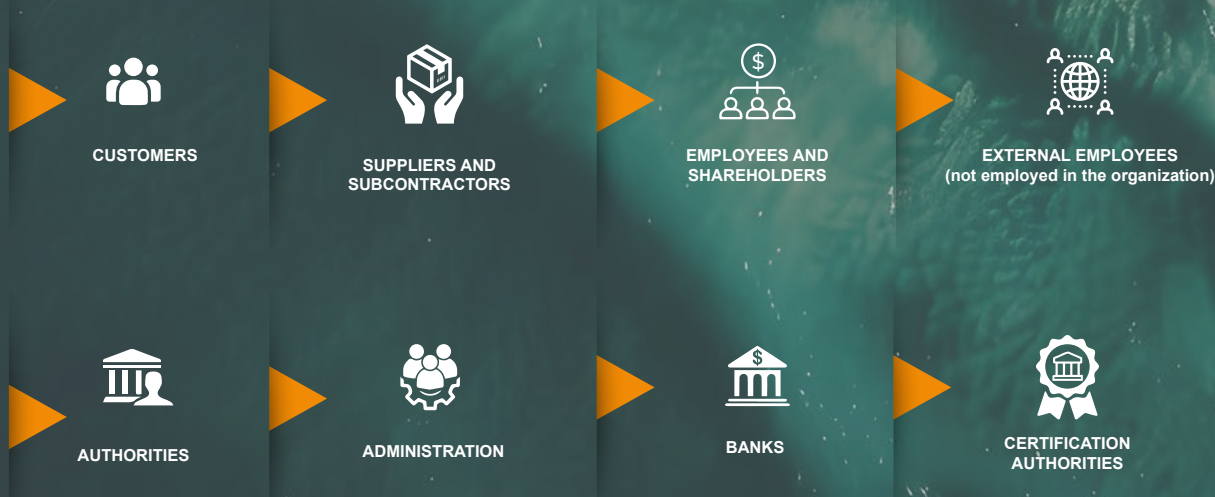 CUSTOMERS
SUPPLIERS AND
SUBCONTRACTORS
EMPLOYEES AND
SHAREHOLDERS
EXTERNAL EMPLOYEES
(not employed in the organization)
AUTHORITIES
ADMINISTRATION
BANKS
CERTIFICATION
AUTHORITIES